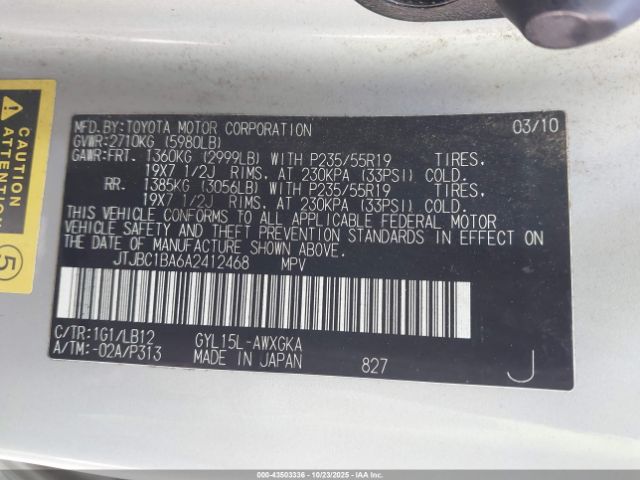 CAUTION
5
MFD.BY:TOYOTA MOTOR CORPORATION 03/10
GVWR:2710KG (5980LB)
GAWR:FRT. 1360KG (2999LB) WITH P235/55R19 TIRES,
19X7 1/2J RIMS, AT 230KPA (33PSI) COLD.
RR. 1385KG (3056LB) WITH P235/55R19 TIRES,
19X7 1/2J RIMS, AT 230KPA (33PSI) COLD.
THIS VEHICLE CONFORMS TO ALL APPLICABLE FEDERAL MOTOR
VEHICLE SAFETY AND THEFT PREVENTION STANDARDS IN EFFECT ON
THE DATE OF MANUFACTURE SHOWN ABOVE.
JTJBC1BA6A2412468 MPV
C/TR:1G1/LB12 GYL15L-AWXGKA
A/TM:-02A/P313 MADE IN JAPAN 827 J
000-43503336 - 10/23/2025 - IAAI.COM